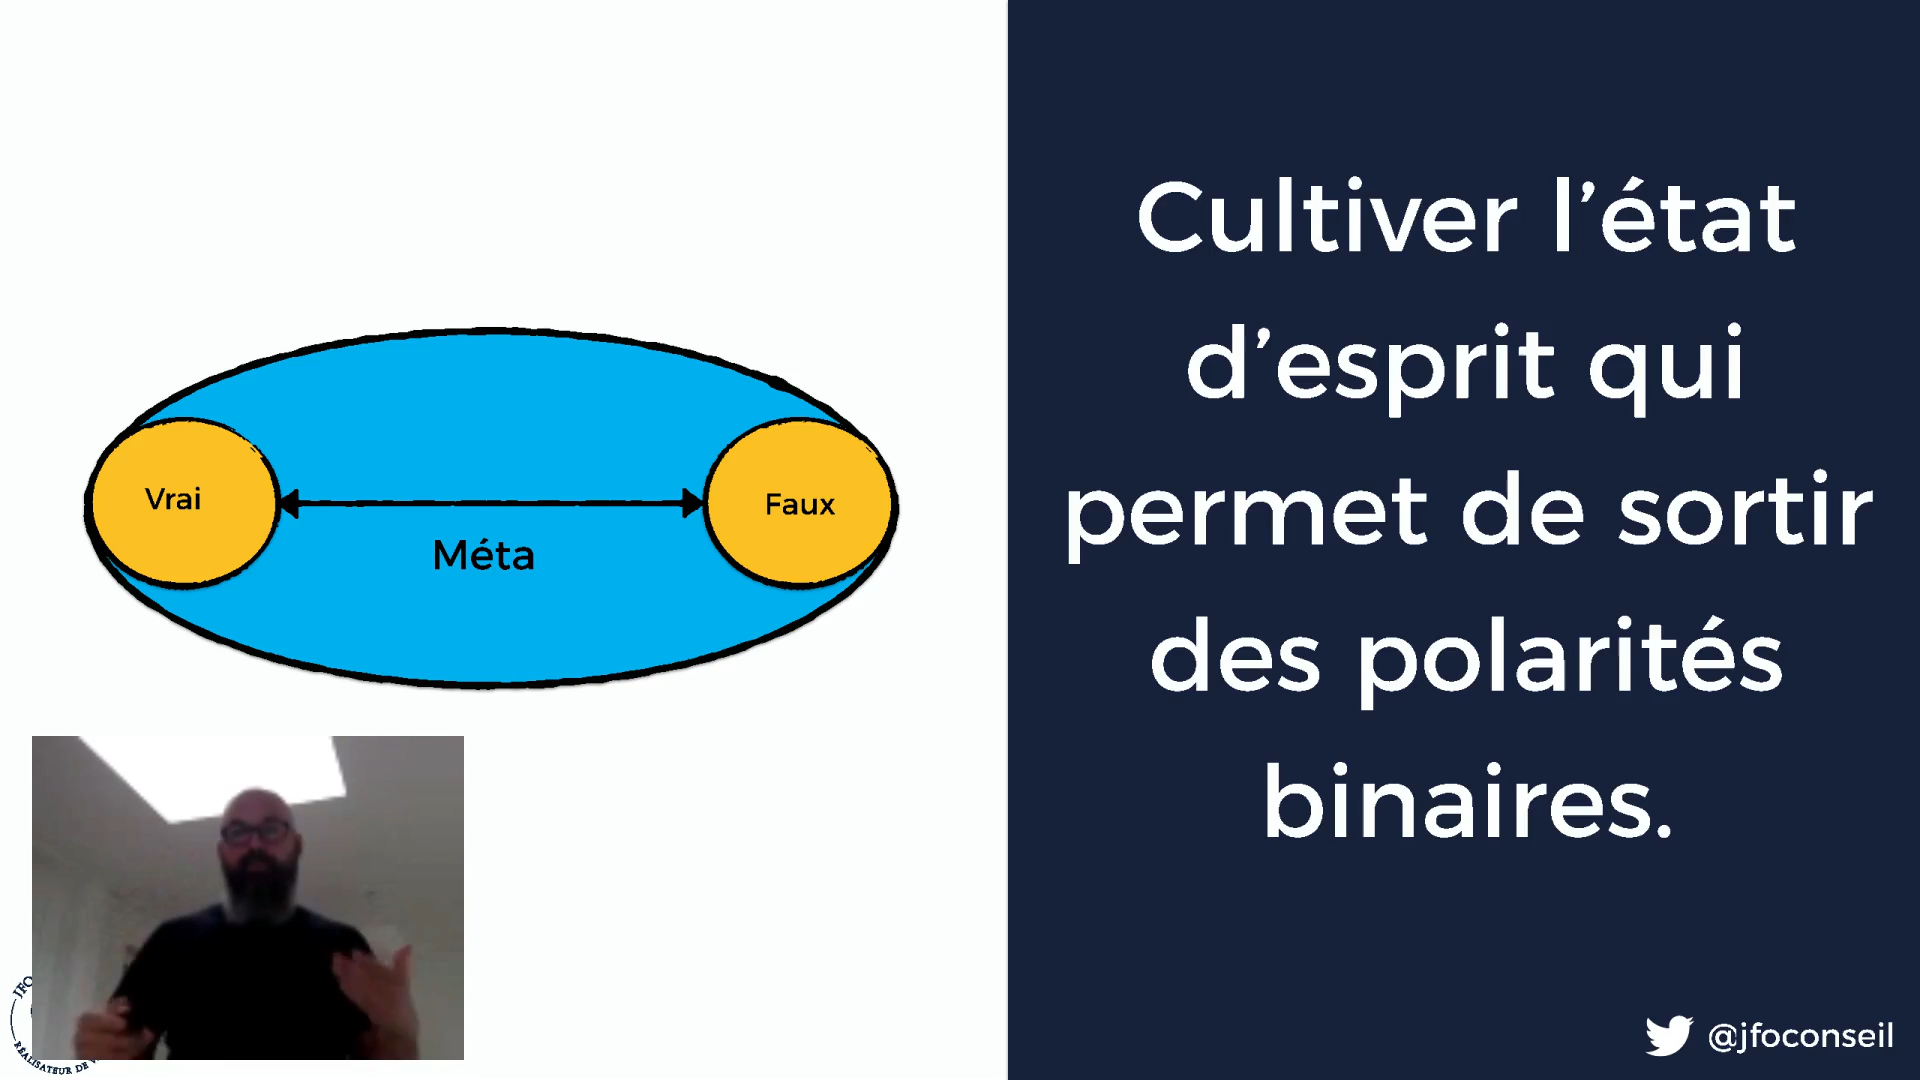 Vrai
Faux
Méta
Cultiver l’état
d’esprit qui
permet de sortir
des polarités
binaires.
@jfoconseil